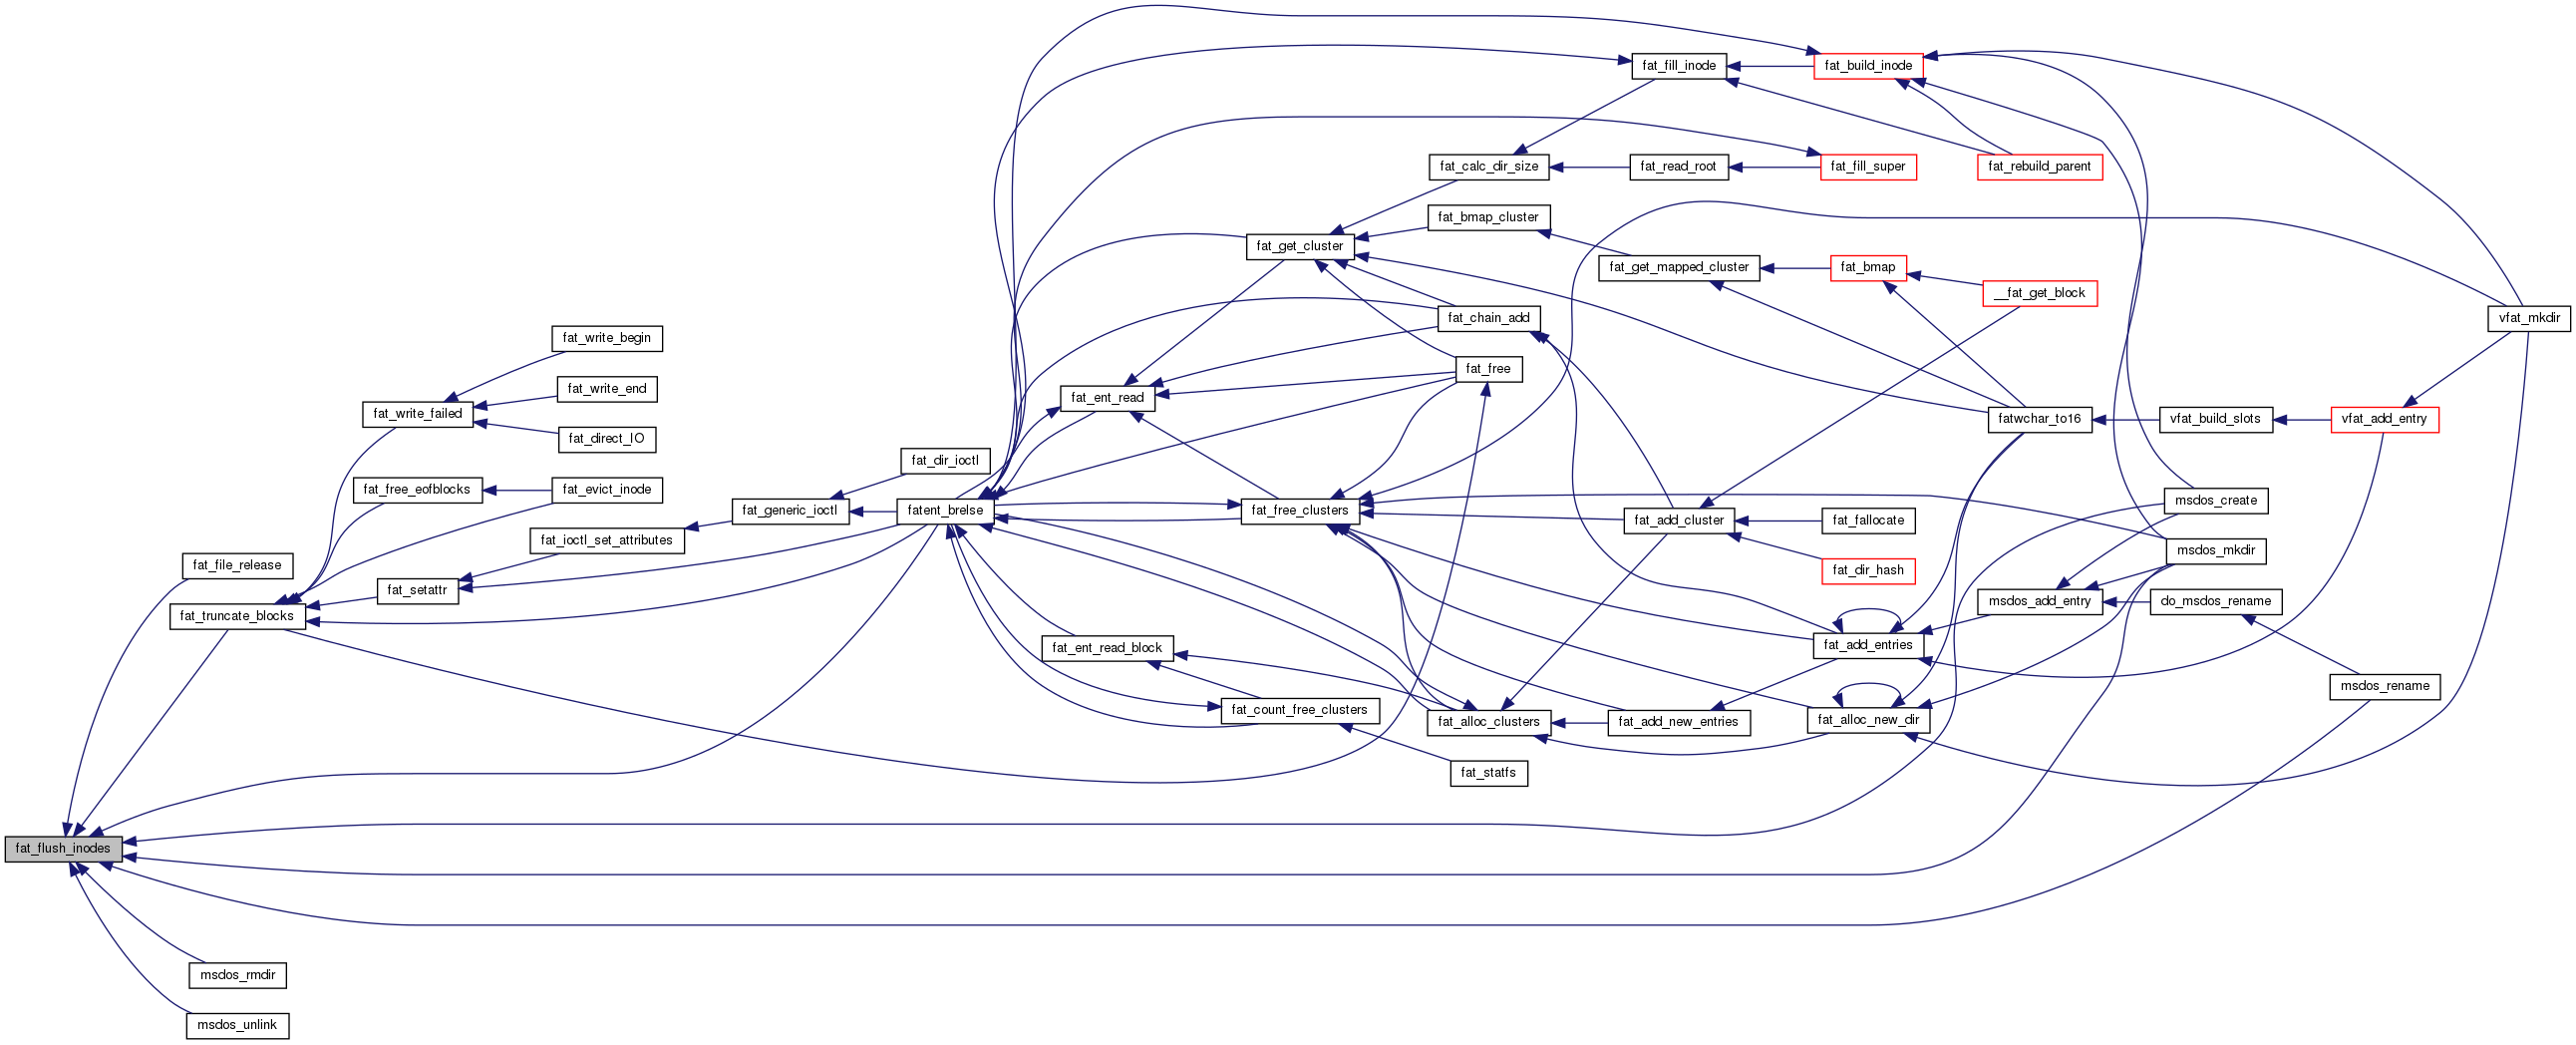 fat_flush_inodes
fat_file_release
fat_truncate_blocks
msdos_rmdir
msdos_unlink
fat_write_failed
fat_free_eofblocks
fat_setattr
fat_write_begin
fat_write_end
fat_direct_IO
fat_evict_inode
fat_ioctl_set_attributes
fat_generic_ioctl
fat_dir_ioctl
fatent_brelse
fat_ent_read
fat_ent_read_block
fat_get_cluster
fat_free_clusters
fat_count_free_clusters
fat_calc_dir_size
fat_bmap_cluster
fat_chain_add
fat_free
fat_alloc_clusters
fat_statfs
fat_fill_inode
fat_read_root
fat_get_mapped_cluster
fat_add_cluster
fat_add_new_entries
fat_build_inode
fat_fill_super
fat_bmap
fat_fallocate
fat_dir_hash
fat_add_entries
fat_alloc_new_dir
fat_rebuild_parent
__fat_get_block
fatwchar_to16
msdos_add_entry
vfat_build_slots
msdos_create
msdos_mkdir
do_msdos_rename
vfat_add_entry
msdos_rename
vfat_mkdir